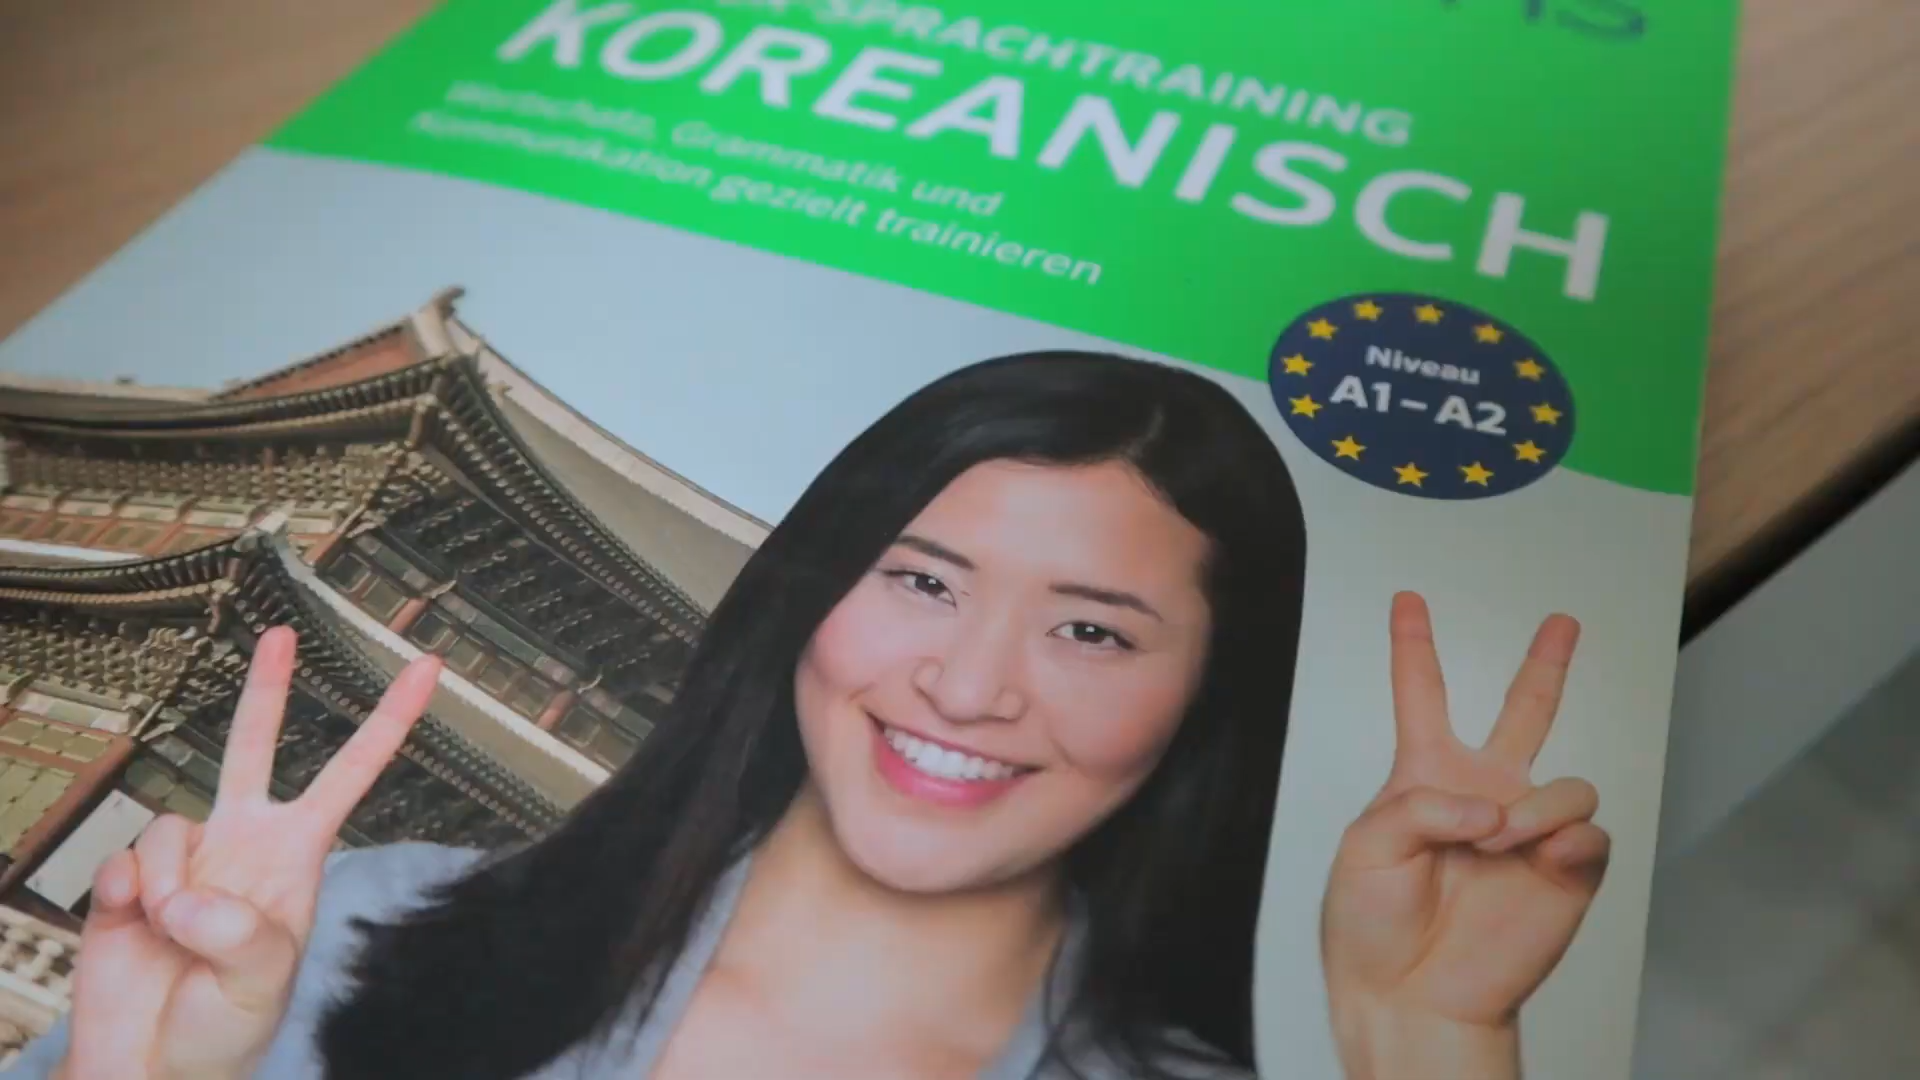 SPRACHTRAINING
KOREANISCH
Wortschatz, Grammatik und
Kommunikation gezielt trainieren
Niveau
A1–A2